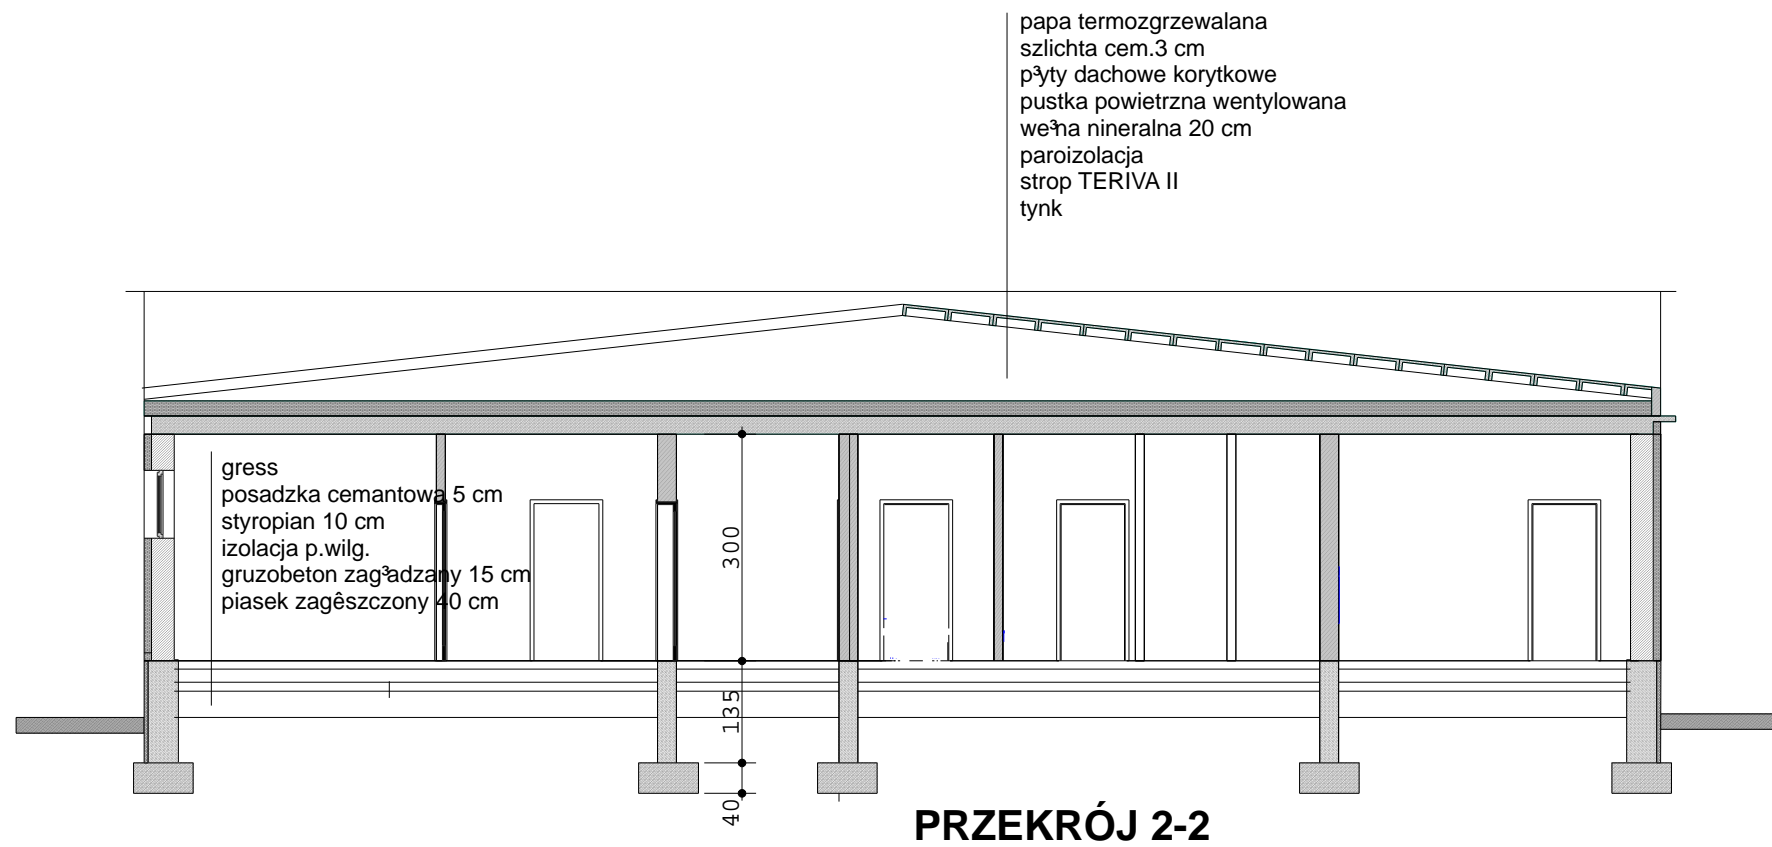 papa termozgrzewalana
szlichta cem.3 cm
p³yty dachowe korytkowe
pustka powietrzna wentylowana
we³na nineralna 20 cm
paroizolacja
strop TERIVA II
tynk
gress
posadzka cemantowa 5 cm
styropian 10 cm
izolacja p.wilg.
gruzobeton zag³adzany 15 cm
piasek zagêszczony 40 cm
300
135
40
PRZEKRÓJ 2-2